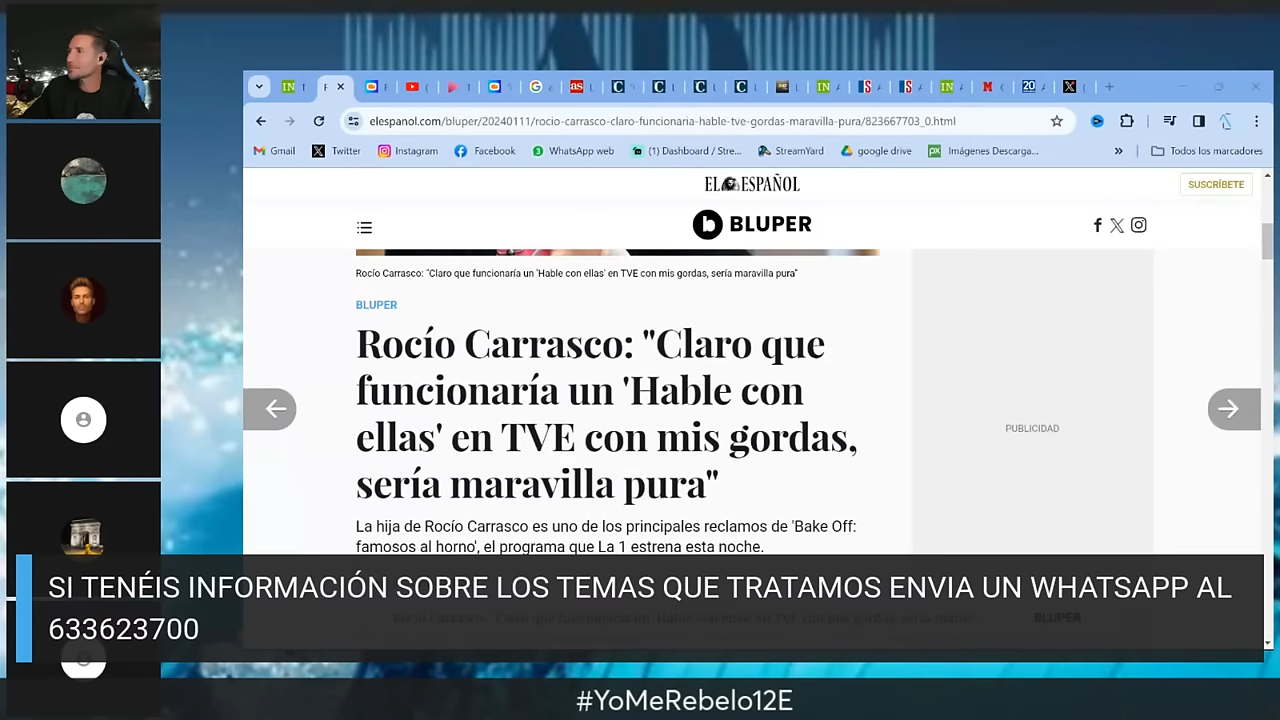 elespanol.com/bluper/20240111/rocio-carrasco-claro-funcionaria-hable-tve-gordas-maravilla-pura/823667703_0.html
Gmail Twitter Instagram Facebook WhatsApp web (1) Dashboard / Stre... StreamYard google drive Imágenes Descarga... » Todos los marcadores
EL ESPAÑOL
SUSCRÍBETE
BLUPER
Rocío Carrasco: "Claro que funcionaría un 'Hable con ellas' en TVE con mis gordas, sería maravilla pura"
BLUPER
Rocío Carrasco: "Claro que
funcionaría un 'Hable con
ellas' en TVE con mis gordas,
sería maravilla pura"
La hija de Rocío Carrasco es uno de los principales reclamos de 'Bake Off:
famosos al horno', el programa que La 1 estrena esta noche.
PUBLICIDAD
SI TENÉIS INFORMACIÓN SOBRE LOS TEMAS QUE TRATAMOS ENVIA UN WHATSAPP AL
633623700
BLUPER
#YoMeRebelo12E